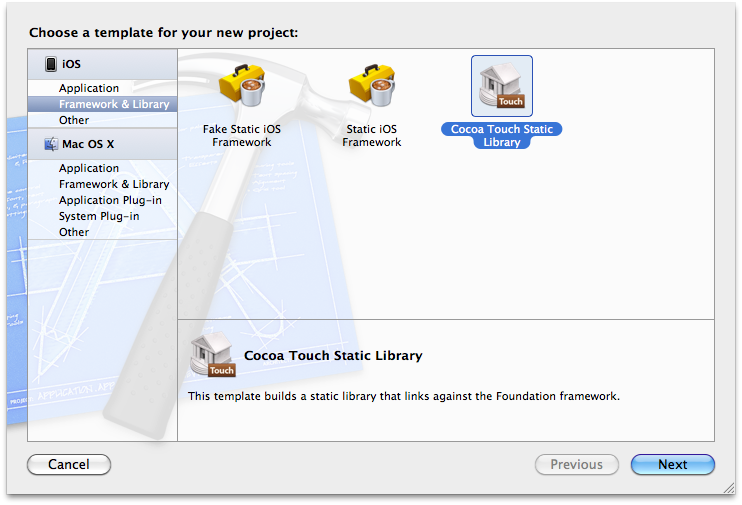 Choose a template for your new project:
iOS
Application
Framework & Library
Other
Mac OS X
Application
Framework & Library
Application Plug-in
System Plug-in
Other
Fake Static iOS
Framework
Static iOS
Framework
Touch
Cocoa Touch Static
Library
Touch
Cocoa Touch Static Library
This template builds a static library that links against the Foundation framework.
Cancel
Previous
Next